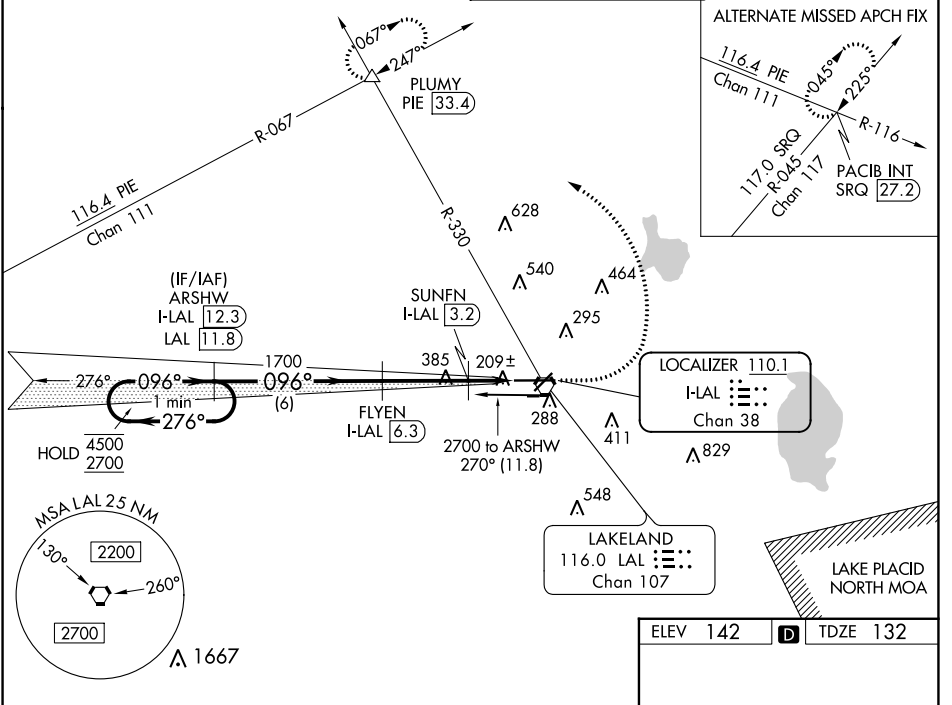 ALTERNATE MISSED APCH FIX
116.4 PIE
Chan 111
045°
225°
R-116
117.0 SRQ
R-045
Chan 117
PACIB INT
SRQ 27.2
067°
247°
PLUMY
PIE 33.4
R-067
116.4 PIE
Chan 111
R-330
628
540
464
295
(IF/IAF)
ARSHW
I-LAL 12.3
LAL 11.8
SUNFN
I-LAL 3.2
1700
385
209±
276°
096°
096°
1 min
(6)
276°
HOLD 4500
2700
FLYEN
I-LAL 6.3
2700 to ARSHW
270° (11.8)
288
411
829
548
LOCALIZER 110.1
I-LAL
Chan 38
LAKELAND
116.0 LAL
Chan 107
MSA LAL 25 NM
130°
2200
260°
2700
1667
LAKE PLACID
NORTH MOA
ELEV 142 D TDZE 132